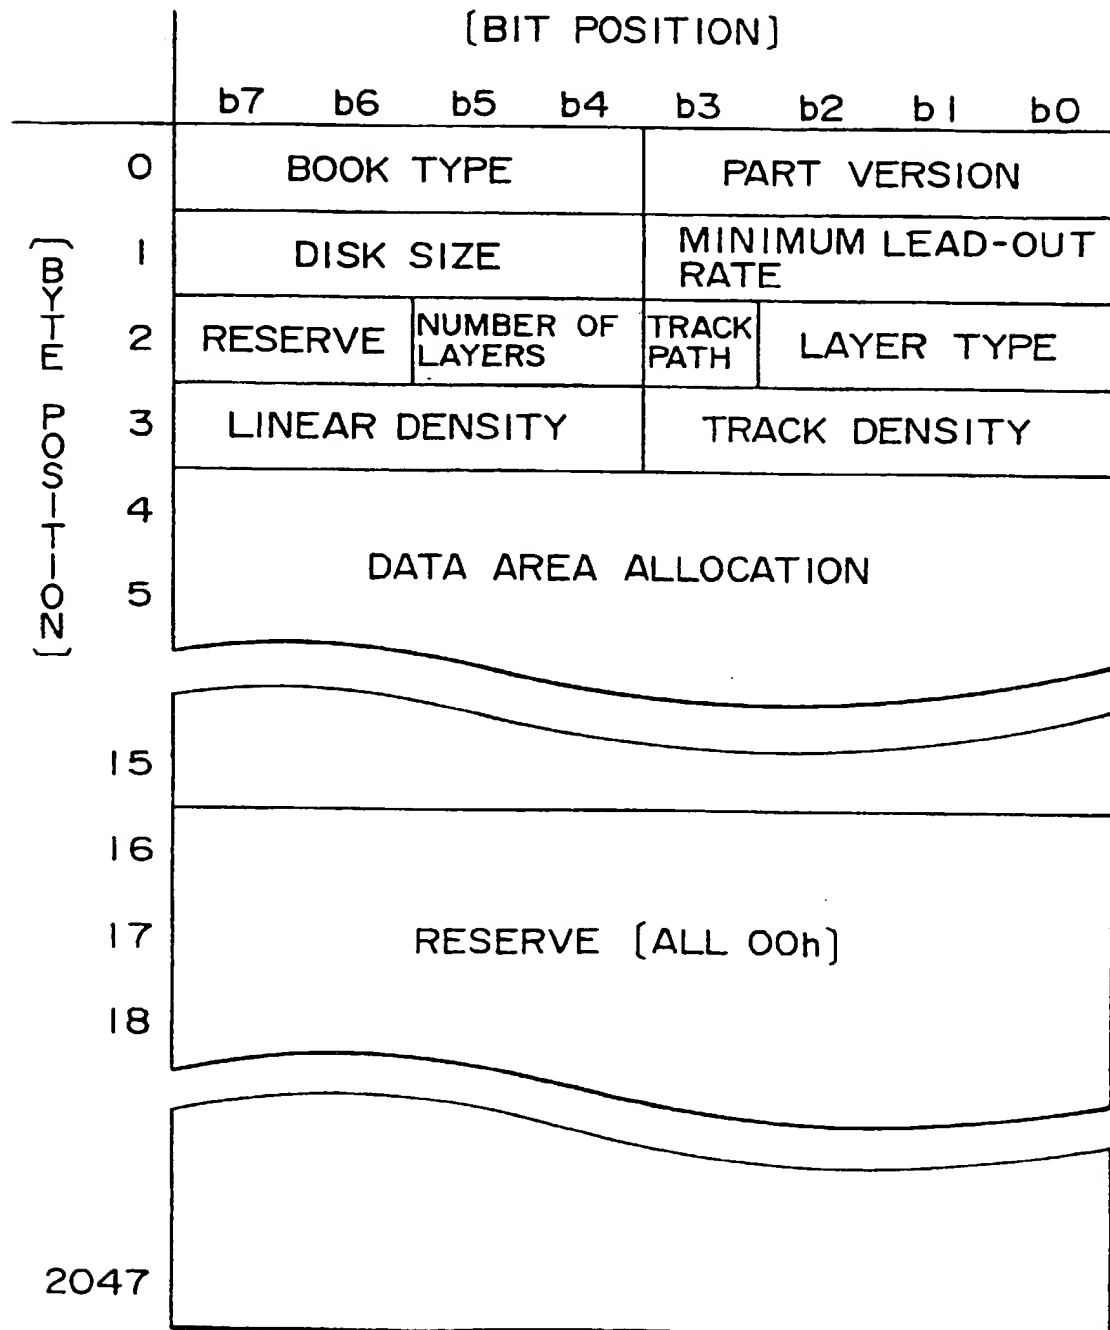 [BIT POSITION]
b7 b6 b5 b4 b3 b2 b1 b0
[BYTE POSITION]
0 BOOK TYPE PART VERSION
1 DISK SIZE MINIMUM LEAD-OUT
RATE
2 RESERVE NUMBER OF
LAYERS TRACK
PATH LAYER TYPE
3 LINEAR DENSITY TRACK DENSITY
4
DATA AREA ALLOCATION
5
15
16
17 RESERVE [ALL 00h]
18
2047